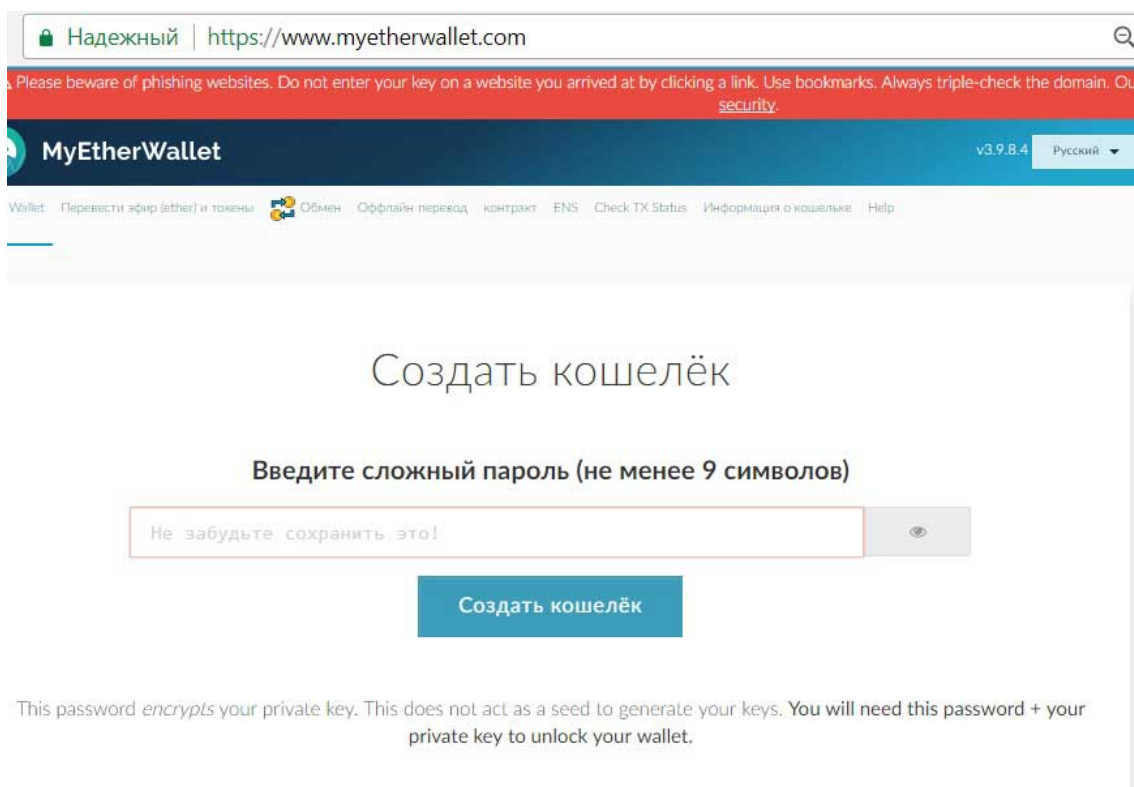 Надежный | https://www.myetherwallet.com
Please beware of phishing websites. Do not enter your key on a website you arrived at by clicking a link. Use bookmarks. Always triple-check the domain.
security.
MyEtherWallet
v3.9.8.4 Русский
Wallet Перевести эфир (ether) и токены Обмен Оффлайн перевод контракт ENS Check TX Status Информация о кошельке Help
Создать кошелёк
Введите сложный пароль (не менее 9 символов)
Не забудьте сохранить это!
Создать кошелёк
This password encrypts your private key. This does not act as a seed to generate your keys. You will need this password + your
private key to unlock your wallet.